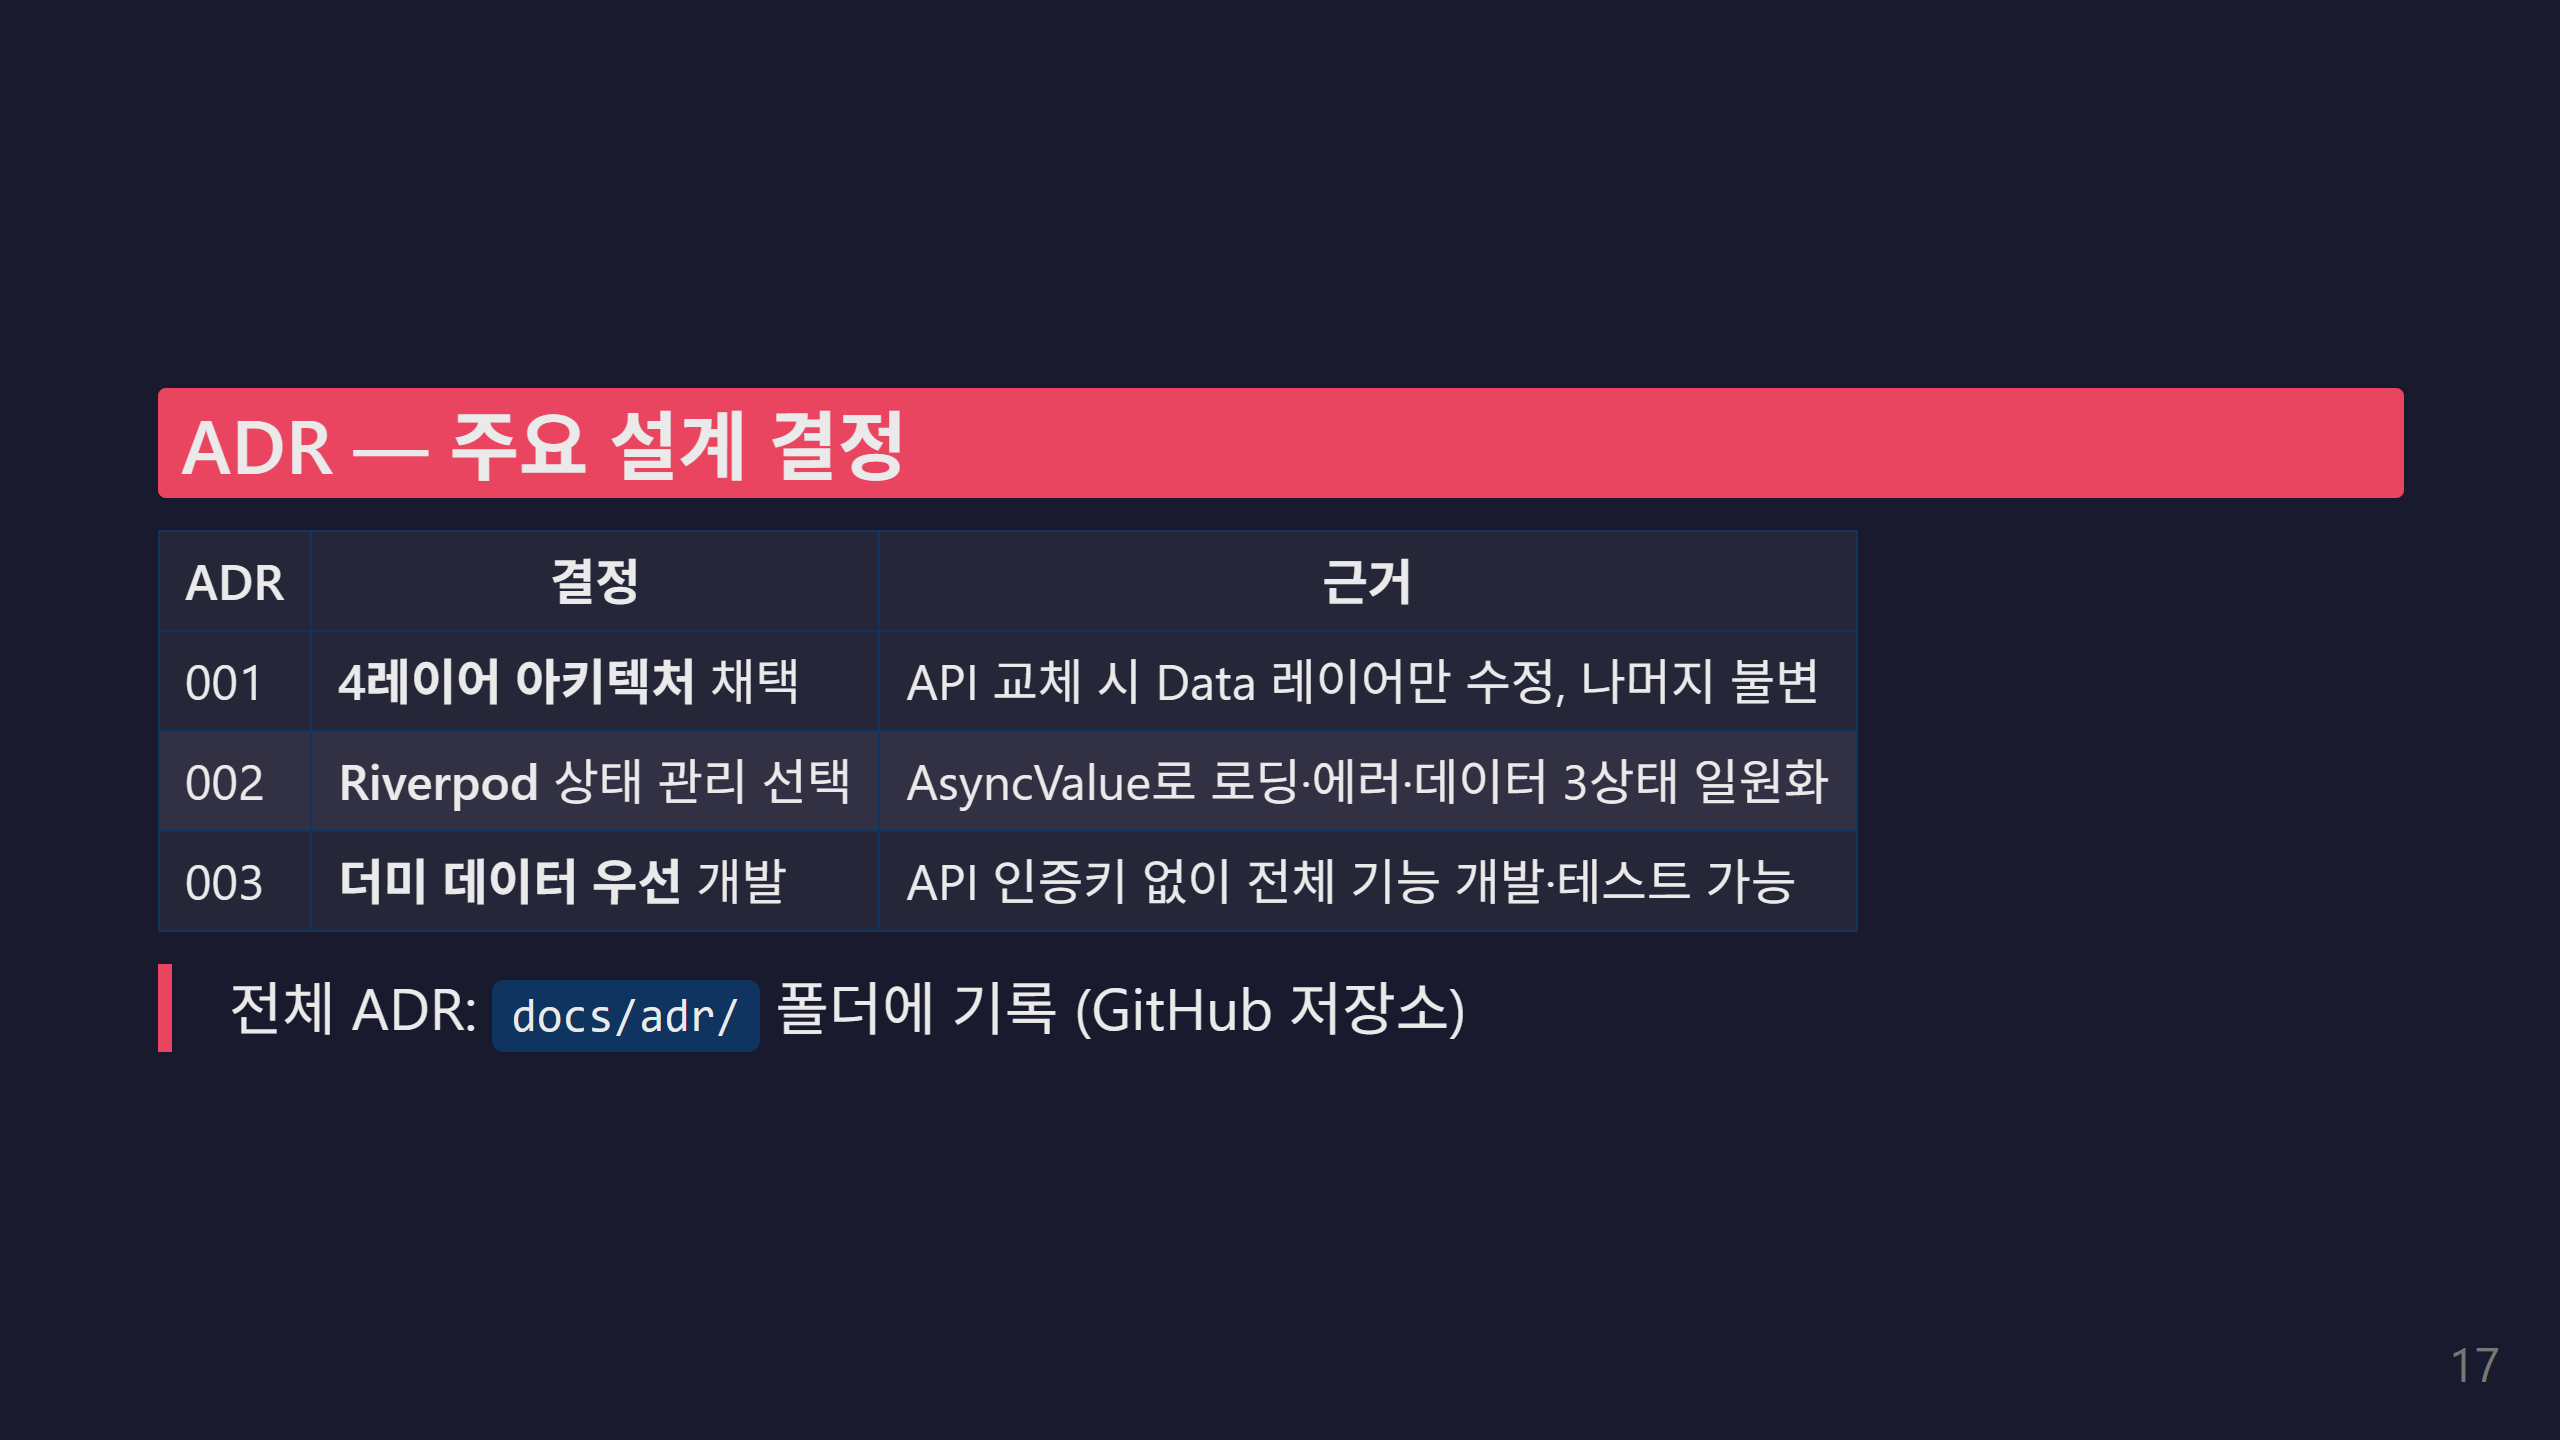 ADR — 주요 설계 결정
ADR 결정 근거
001 4레이어 아키텍처 채택 API 교체 시 Data 레이어만 수정, 나머지 불변
002 Riverpod 상태 관리 선택 AsyncValue로 로딩·에러·데이터 3상태 일원화
003 더미 데이터 우선 개발 API 인증키 없이 전체 기능 개발·테스트 가능
전체 ADR: docs/adr/ 폴더에 기록 (GitHub 저장소)
17